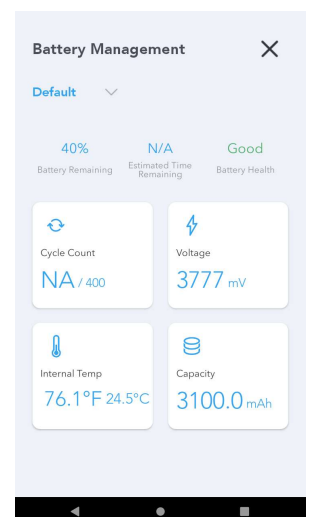 Battery Management
Default
40%
Battery Remaining
N/A
Estimated Time
Remaining
Good
Battery Health
Cycle Count
NA / 400
Voltage
3777 mV
Internal Temp
76.1°F 24.5°C
Capacity
3100.0 mAh